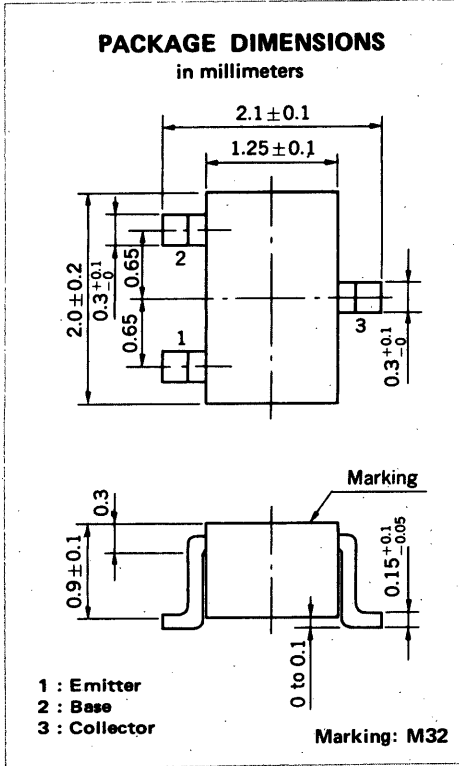 PACKAGE DIMENSIONS
in millimeters
2.1±0.1
1.25±0.1
2.0±0.2
0.3+0.1-0
0.65
0.65
2
1
3
0.3+0.1-0
Marking
0.3
0.9±0.1
0.15+0.1-0.05
0 to 0.1
1 : Emitter
2 : Base
3 : Collector
Marking: M32